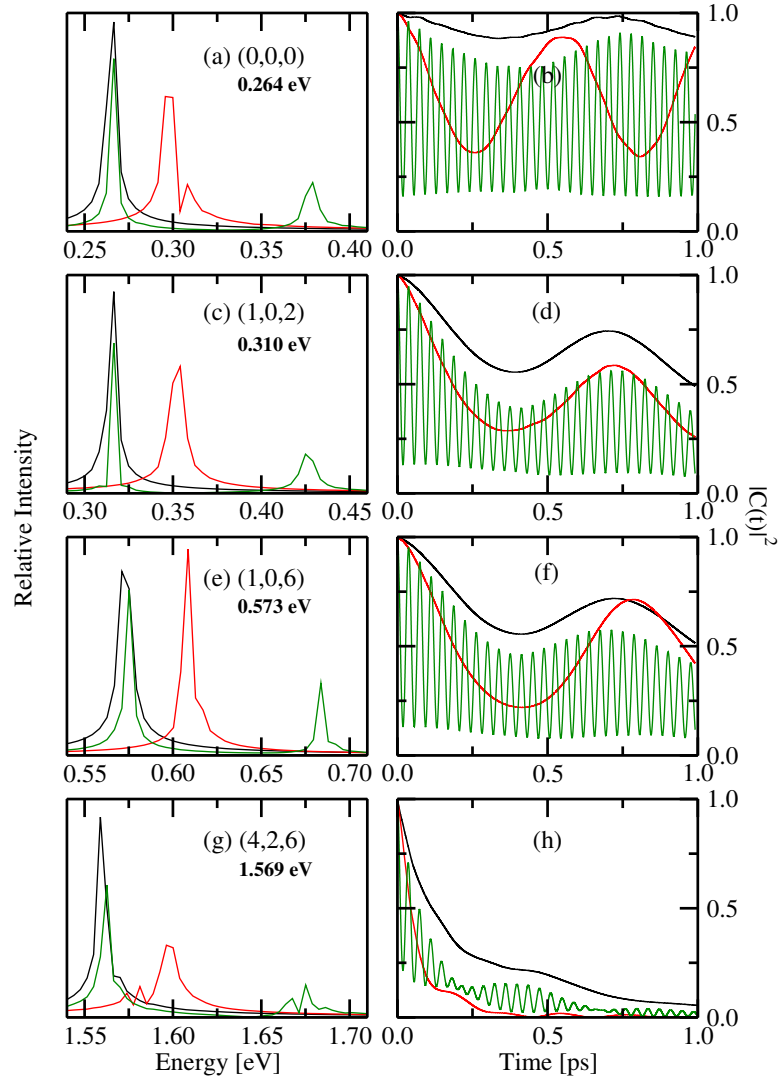 (a) (0,0,0)
0.264 eV
(b)
1.0
0.5
0.0
0.25 0.30 0.35 0.40
0.0 0.5 1.0
(c) (1,0,2)
0.310 eV
(d)
1.0
0.5
0.0
0.30 0.35 0.40 0.45
0.0 0.5 1.0
Relative Intensity
|C(t)|²
(e) (1,0,6)
0.573 eV
(f)
1.0
0.5
0.0
0.55 0.60 0.65 0.70
0.0 0.5 1.0
(g) (4,2,6)
1.569 eV
(h)
1.0
0.5
0.0
1.55 1.60 1.65 1.70
0.0 0.5 1.0
Energy [eV]
Time [ps]